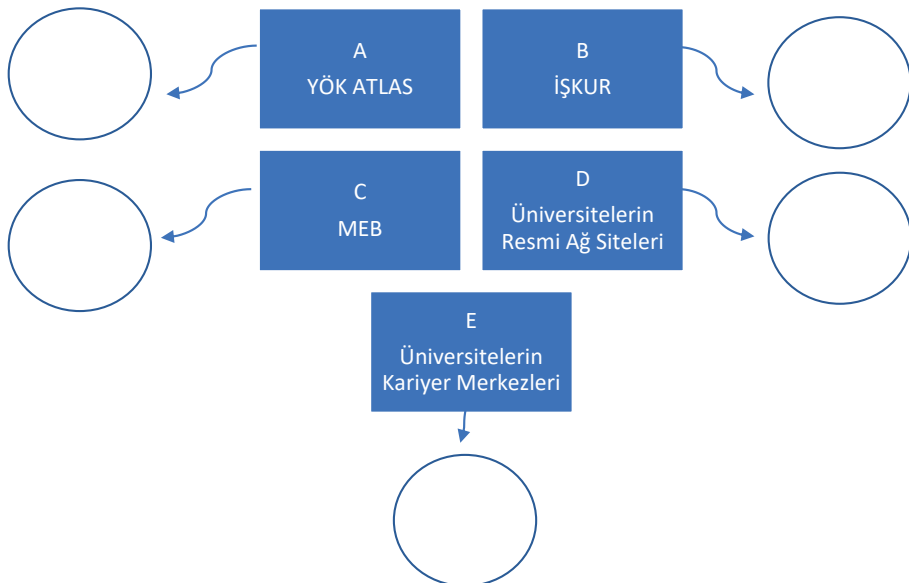 A
YÖK ATLAS
B
İŞKUR
C
MEB
D
Üniversitelerin
Resmi Ağ Siteleri
E
Üniversitelerin
Kariyer Merkezleri